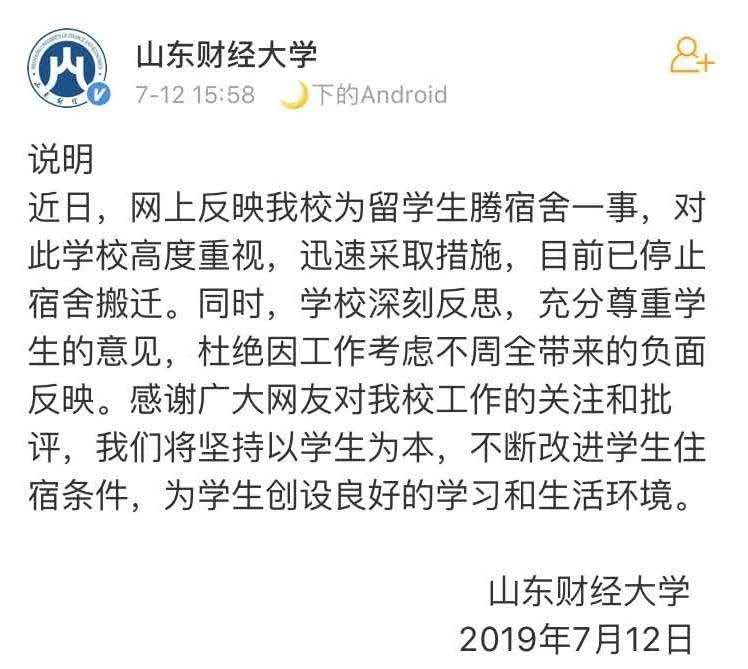 山东财经大学
7-12 15:58 🌙下的Android
说明
近日，网上反映我校为留学生腾宿舍一事，对
此学校高度重视，迅速采取措施，目前已停止
宿舍搬迁。同时，学校深刻反思，充分尊重学
生的意见，杜绝因工作考虑不周全带来的负面
反映。感谢广大网友对我校工作的关注和批
评，我们将坚持以学生为本，不断改进学生住
宿条件，为学生创设良好的学习和生活环境。
山东财经大学
2019年7月12日